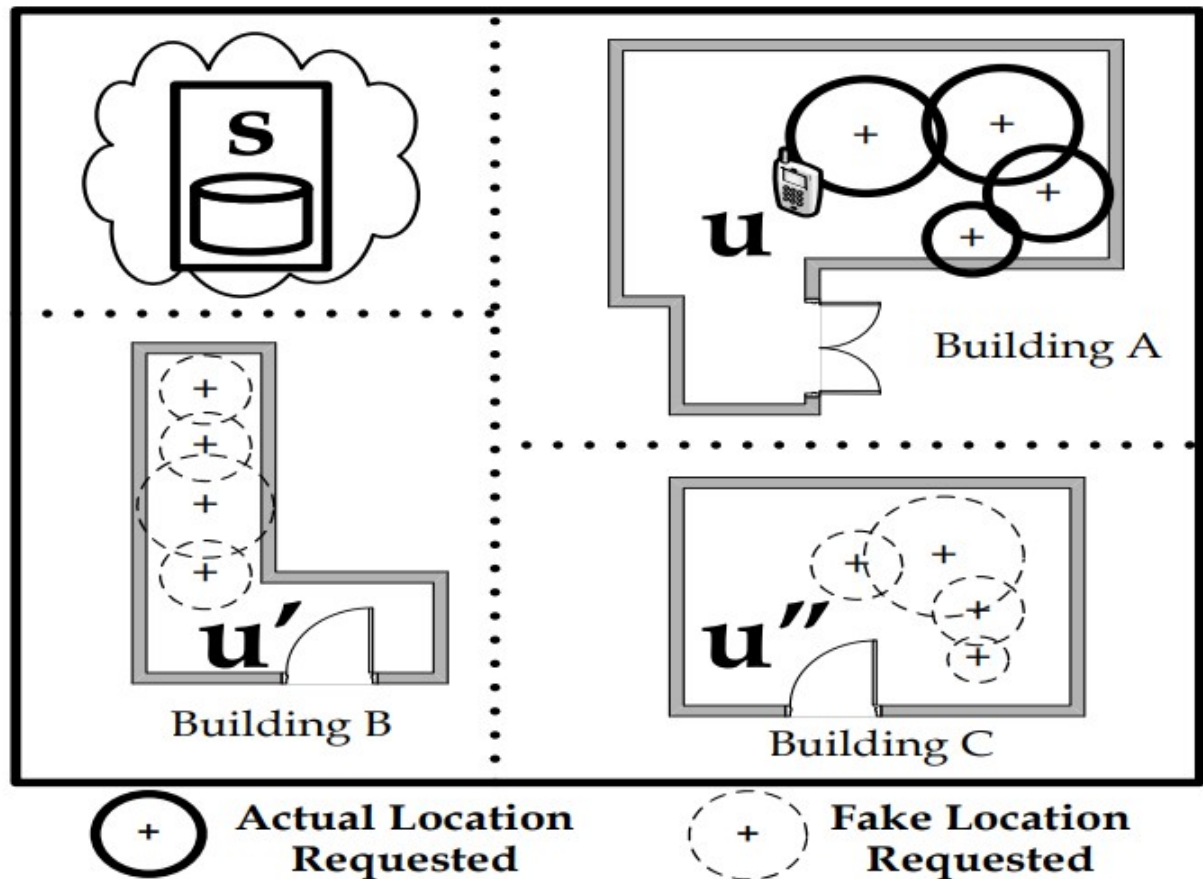 s
u
Building A
u′
Building B
u″
Building C
Actual Location
Requested
Fake Location
Requested